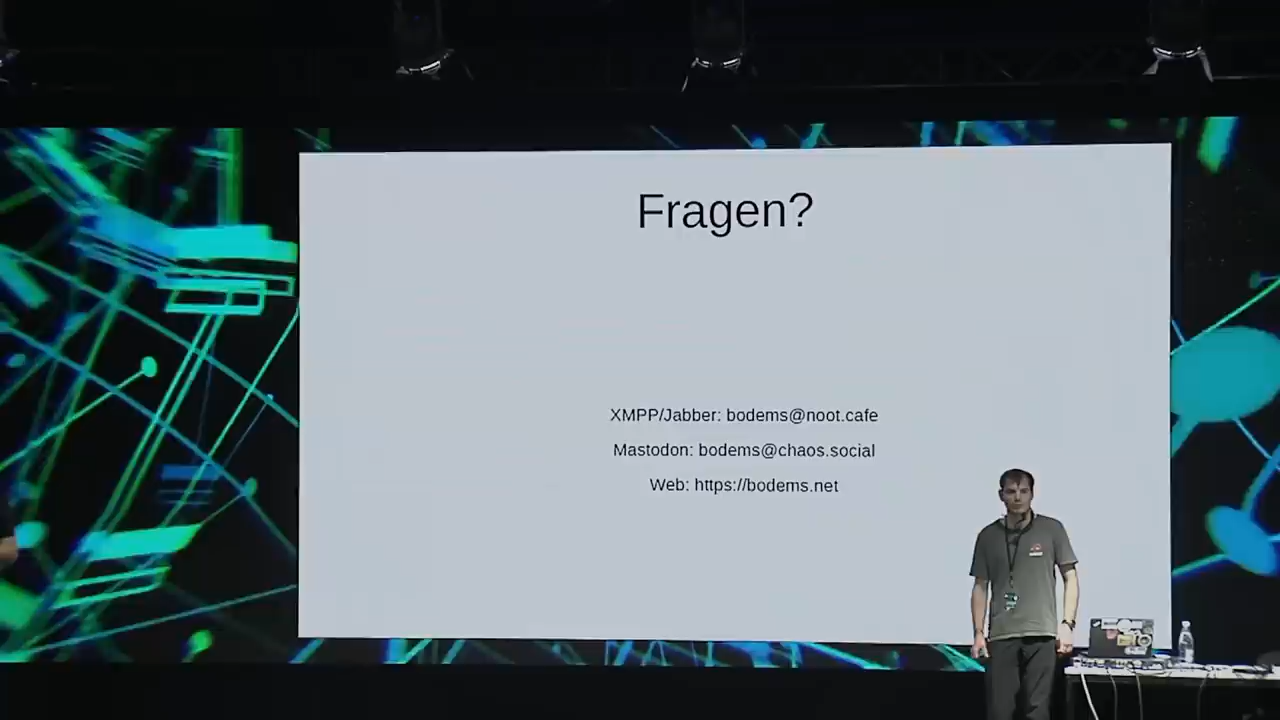 Fragen?
XMPP/Jabber: bodems@noot.cafe
Mastodon: bodems@chaos.social
Web: https://bodems.net